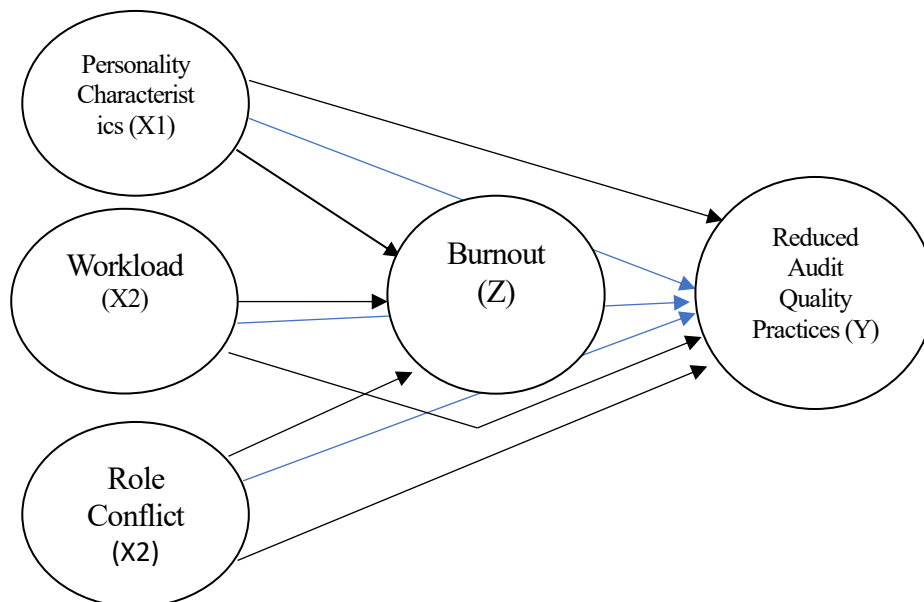 Personality
Characterist
ics (X1)
Workload
(X2)
Role
Conflict
(X2)
Burnout
(Z)
Reduced
Audit
Quality
Practices (Y)